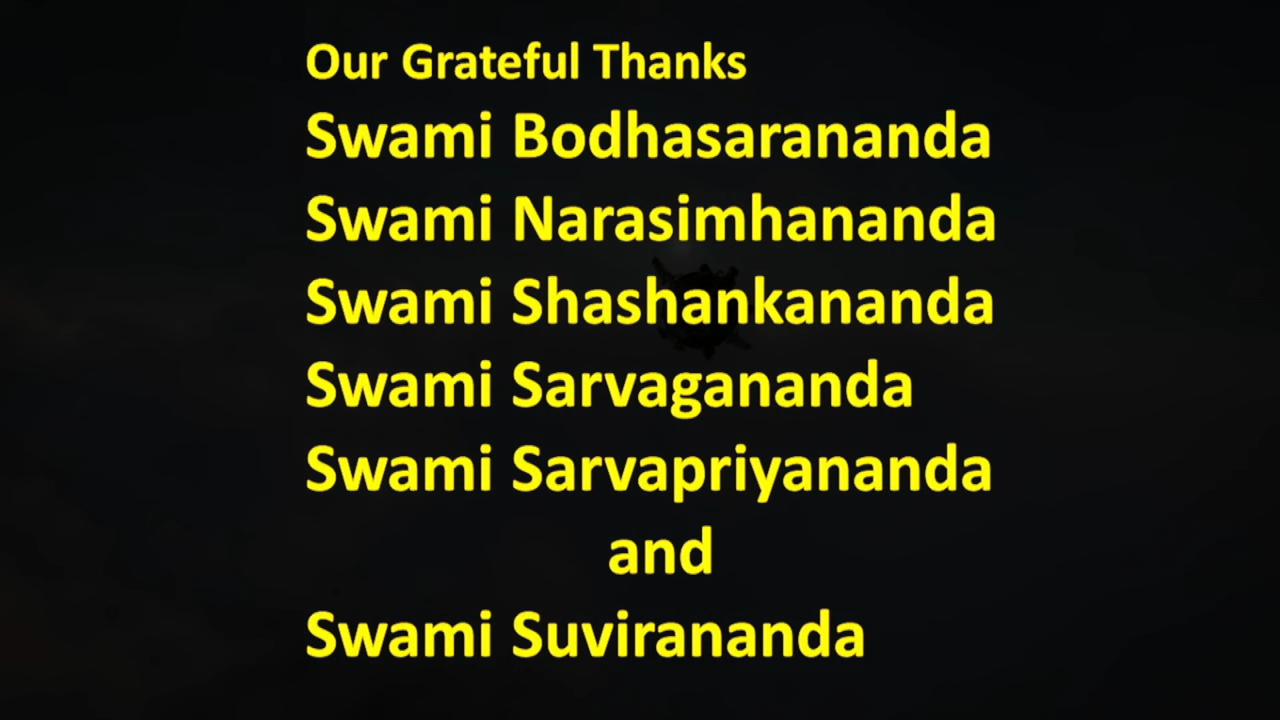 Our Grateful Thanks
Swami Bodhasarananda
Swami Narasimhananda
Swami Shashankananda
Swami Sarvagananda
Swami Sarvapriyananda
and
Swami Suvirananda